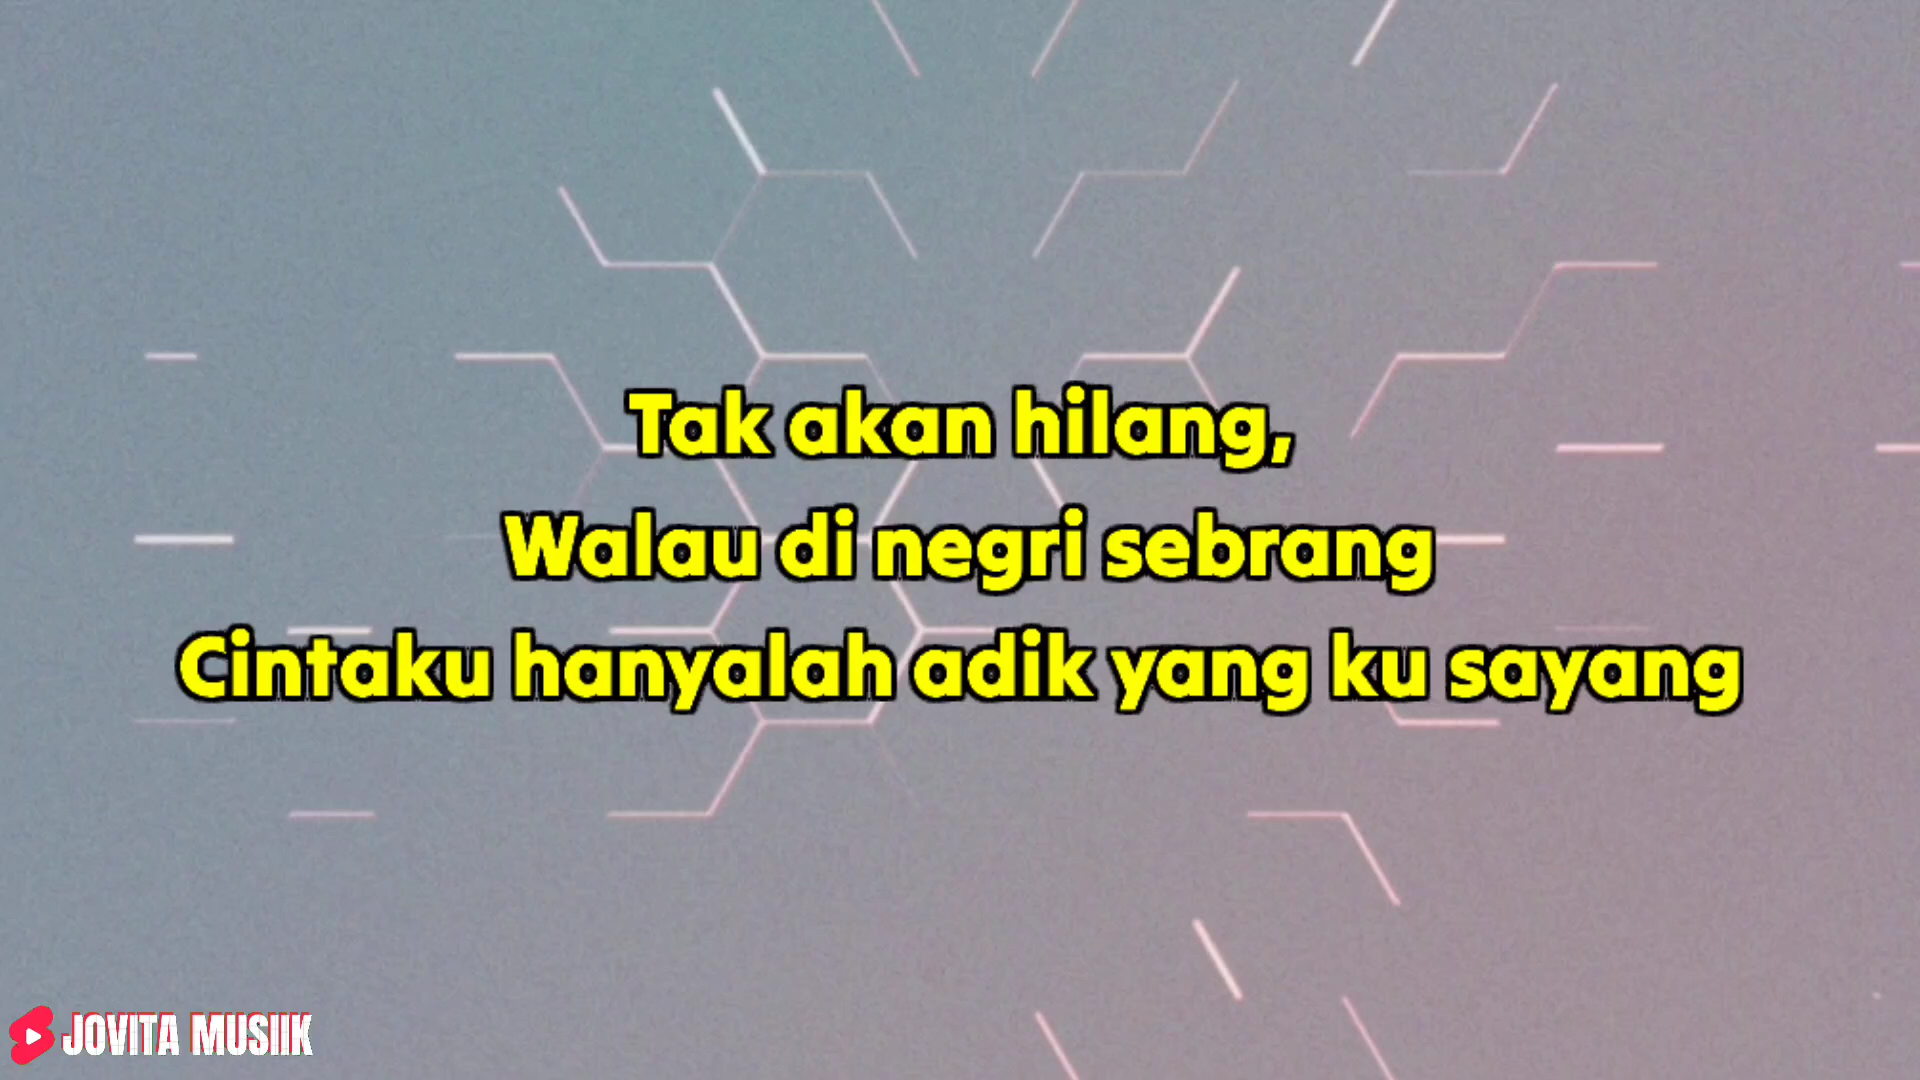 Tak akan hilang,
Walau di negri sebrang
Cintaku hanyalah adik yang ku sayang
JOVITA MUSIIK